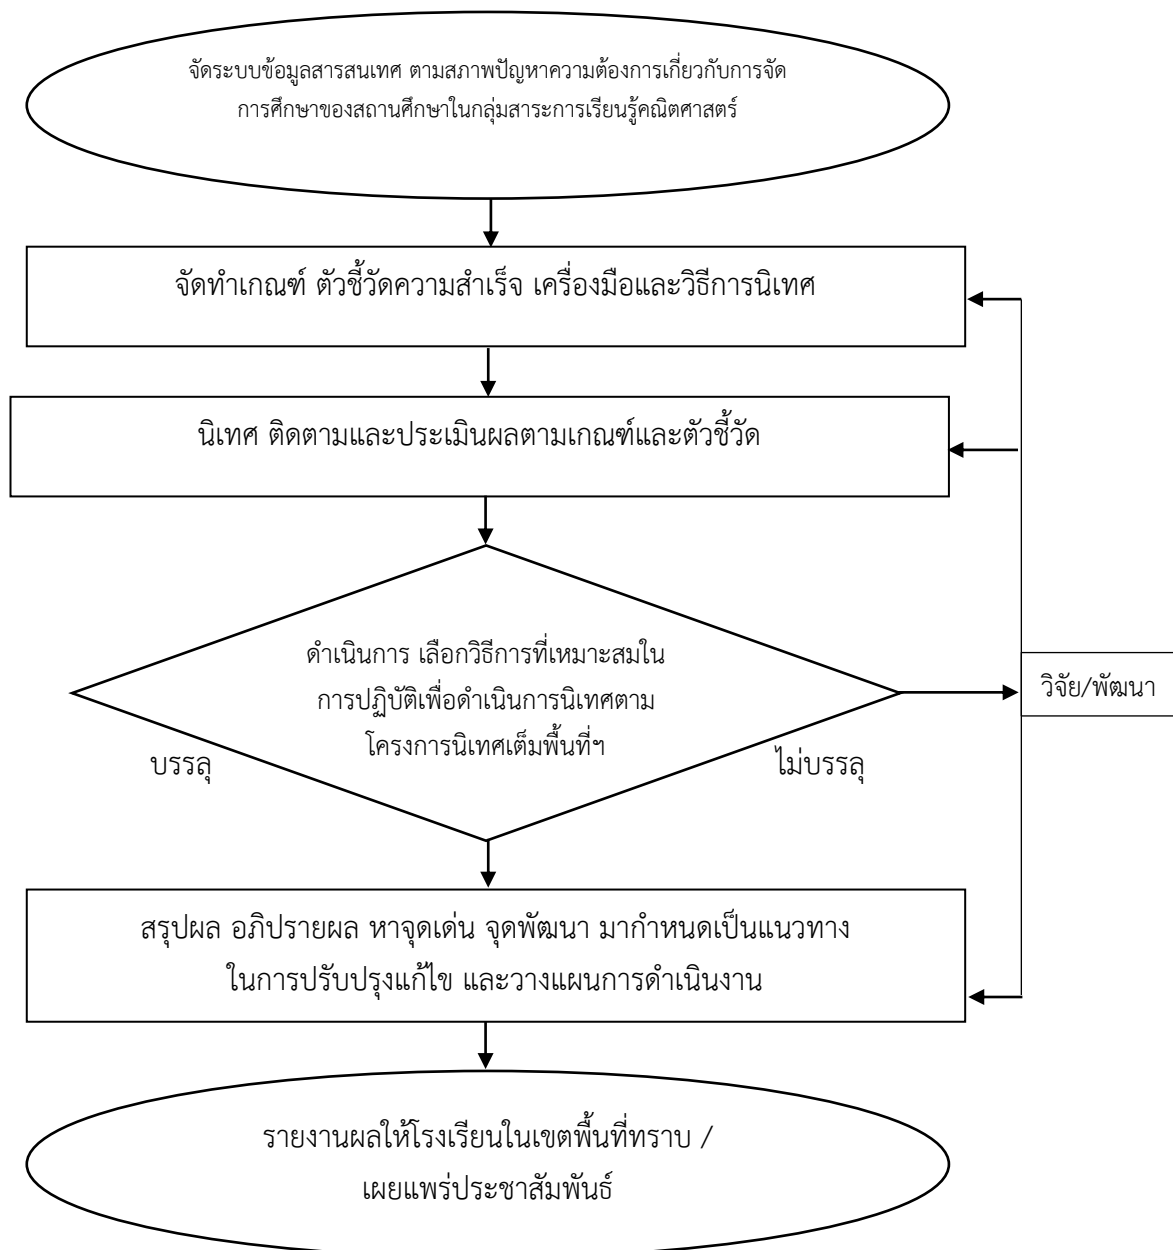 จัดระบบข้อมูลสารสนเทศ ตามสภาพปัญหาความต้องการเกี่ยวกับการจัด
การศึกษาของสถานศึกษาในกลุ่มสาระการเรียนรู้คณิตศาสตร์
จัดทำเกณฑ์ ตัวชี้วัดความสำเร็จ เครื่องมือและวิธีการนิเทศ
นิเทศ ติดตามและประเมินผลตามเกณฑ์และตัวชี้วัด
ดำเนินการ เลือกวิธีการที่เหมาะสมใน
การปฏิบัติเพื่อดำเนินการนิเทศตาม
โครงการนิเทศเต็มพื้นที่ฯ
วิจัย/พัฒนา
บรรลุ
ไม่บรรลุ
สรุปผล อภิปรายผล หาจุดเด่น จุดพัฒนา มากำหนดเป็นแนวทาง
ในการปรับปรุงแก้ไข และวางแผนการดำเนินงาน
รายงานผลให้โรงเรียนในเขตพื้นที่ทราบ /
เผยแพร่ประชาสัมพันธ์